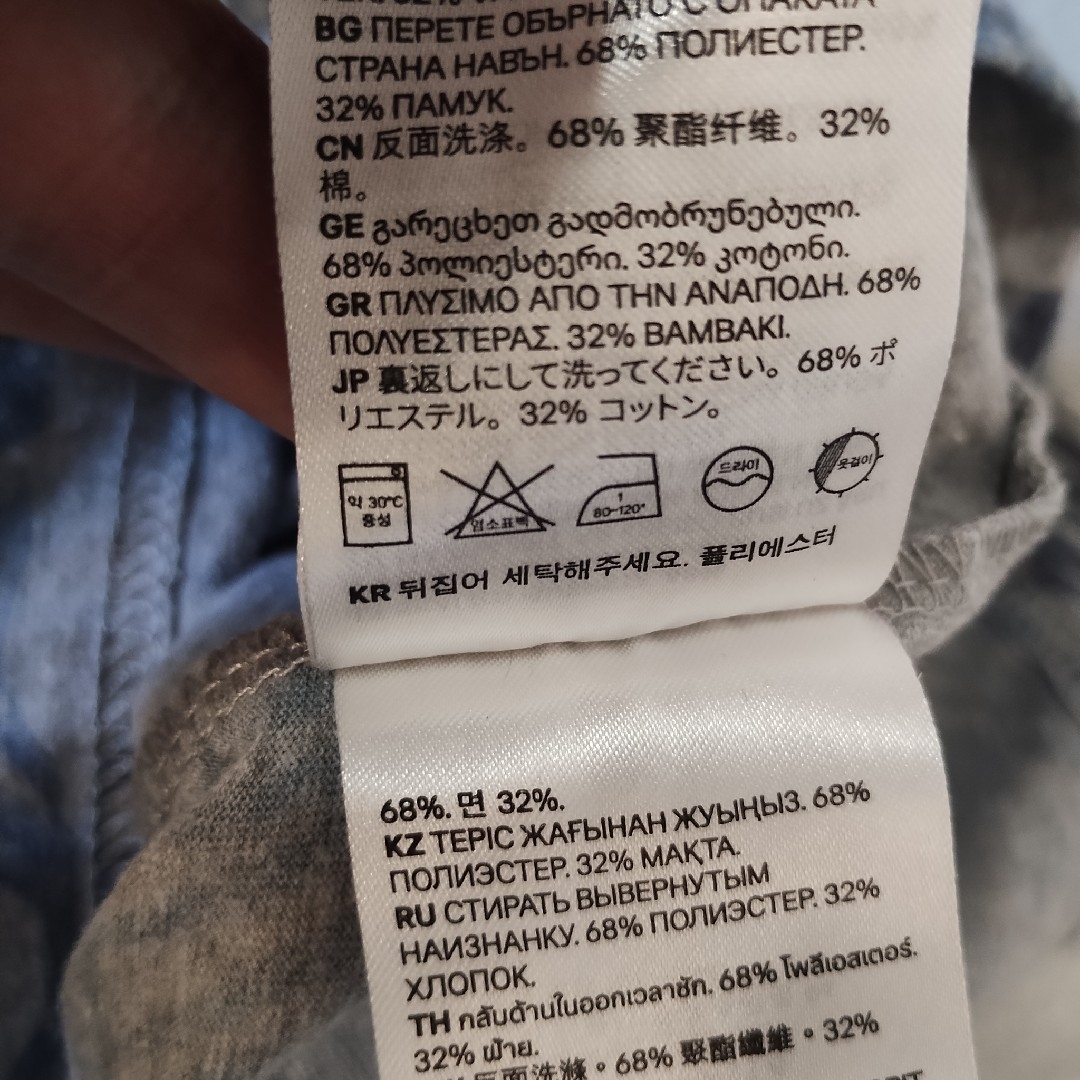 BG ПЕРЕТЕ ОБЪРНАТО С ОПАКАТА
СТРАНА НАВЪН. 68% ПОЛИЕСТЕР.
32% ПАМУК.
CN 反面洗涤。68% 聚酯纤维。32%
棉。
GE გარეცხეთ გადმობრუნებული.
68% პოლიესტერი. 32% კოტონი.
GR ΠΛΥΣΙΜΟ ΑΠΟ ΤΗΝ ΑΝΑΠΟΔΗ. 68%
ΠΟΛΥΕΣΤΕΡΑΣ. 32% ΒΑΜΒΑΚΙ.
JP 裏返しにして洗ってください。68% ポ
リエステル。32% コットン。
약 30℃
중성
염소표백
1
80~120°
드라이
옷걸이
KR 뒤집어 세탁해주세요. 폴리에스터
68%. 면 32%.
KZ ТЕРІС ЖАҒЫНАН ЖУЫҢЫЗ. 68%
ПОЛИЭСТЕР. 32% МАҚТА.
RU СТИРАТЬ ВЫВЕРНУТЫМ
НАИЗНАНКУ. 68% ПОЛИЭСТЕР. 32%
ХЛОПОК.
TH กลับด้านในออกเวลาซัก. 68% โพลีเอสเตอร์.
32% ฝ้าย.
反面洗滌。68% 聚酯纖維。32%